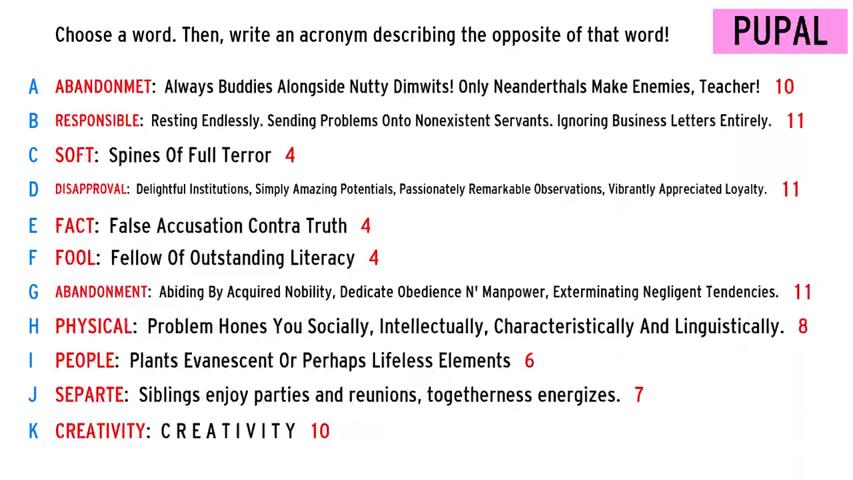 Choose a word. Then, write an acronym describing the opposite of that word!
PUPAL
A ABANDONMET: Always Buddies Alongside Nutty Dimwits! Only Neanderthals Make Enemies, Teacher! 10
B RESPONSIBLE: Resting Endlessly. Sending Problems Onto Nonexistent Servants. Ignoring Business Letters Entirely. 11
C SOFT: Spines Of Full Terror 4
D DISAPPROVAL: Delightful Institutions, Simply Amazing Potentials, Passionately Remarkable Observations, Vibrantly Appreciated Loyalty. 11
E FACT: False Accusation Contra Truth 4
F FOOL: Fellow Of Outstanding Literacy 4
G ABANDONMENT: Abiding By Acquired Nobility, Dedicate Obedience N' Manpower, Exterminating Negligent Tendencies. 11
H PHYSICAL: Problem Hones You Socially, Intellectually, Characteristically And Linguistically. 8
I PEOPLE: Plants Evanescent Or Perhaps Lifeless Elements 6
J SEPARTE: Siblings enjoy parties and reunions, togetherness energizes. 7
K CREATIVITY: C R E A T I V I T Y 10